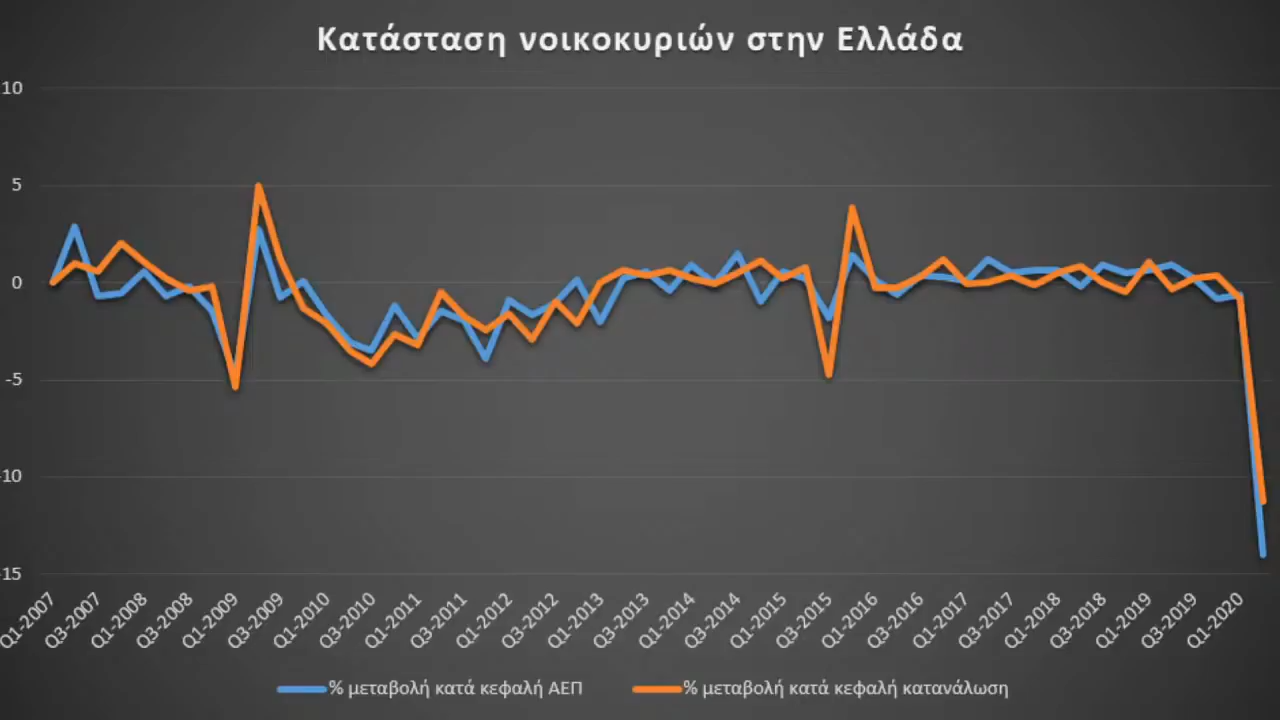 Κατάσταση νοικοκυριών στην Ελλάδα
10
5
0
-5
-10
-15
Q1-2007 Q3-2007 Q1-2008 Q3-2008 Q1-2009 Q3-2009 Q1-2010 Q3-2010 Q1-2011 Q3-2011 Q1-2012 Q3-2012 Q1-2013 Q3-2013 Q1-2014 Q3-2014 Q1-2015 Q3-2015 Q1-2016 Q3-2016 Q1-2017 Q3-2017 Q1-2018 Q3-2018 Q1-2019 Q3-2019 Q1-2020
% μεταβολή κατά κεφαλή ΑΕΠ % μεταβολή κατά κεφαλή κατανάλωση